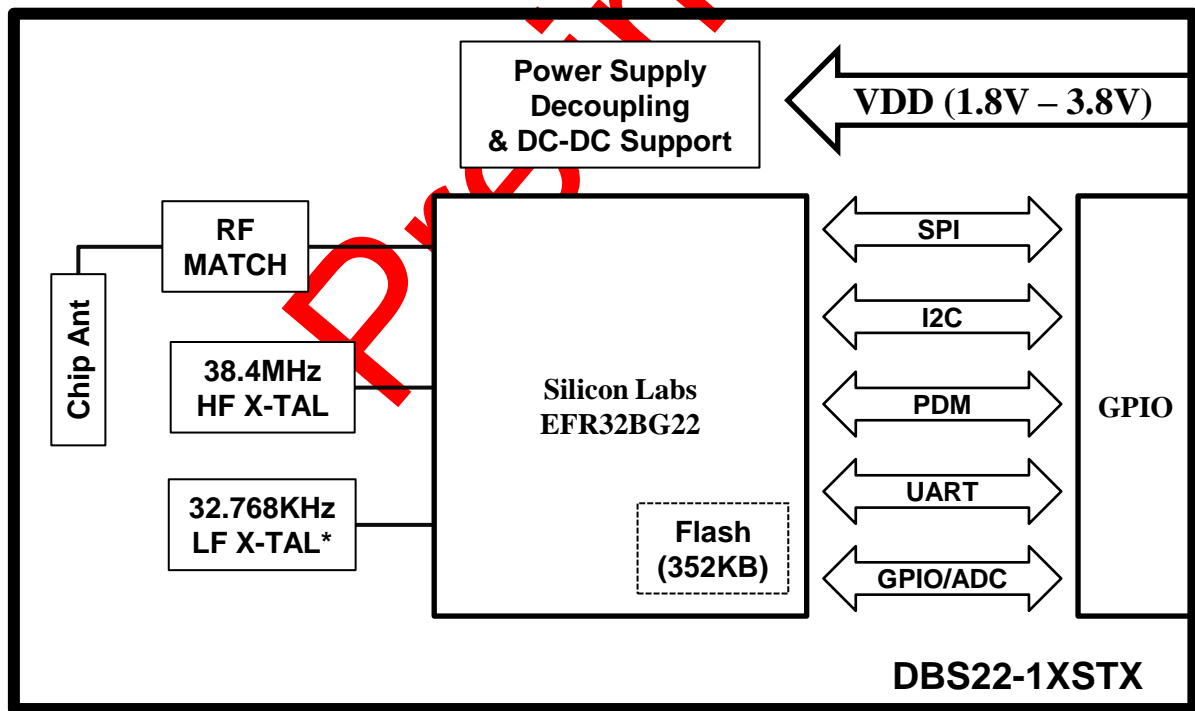 Power Supply
Decoupling
& DC-DC Support
VDD (1.8V – 3.8V)
RF
MATCH
Chip Ant
38.4MHz
HF X-TAL
32.768KHz
LF X-TAL*
Silicon Labs
EFR32BG22
Flash
(352KB)
SPI
I2C
PDM
UART
GPIO/ADC
GPIO
DBS22-1XSTX